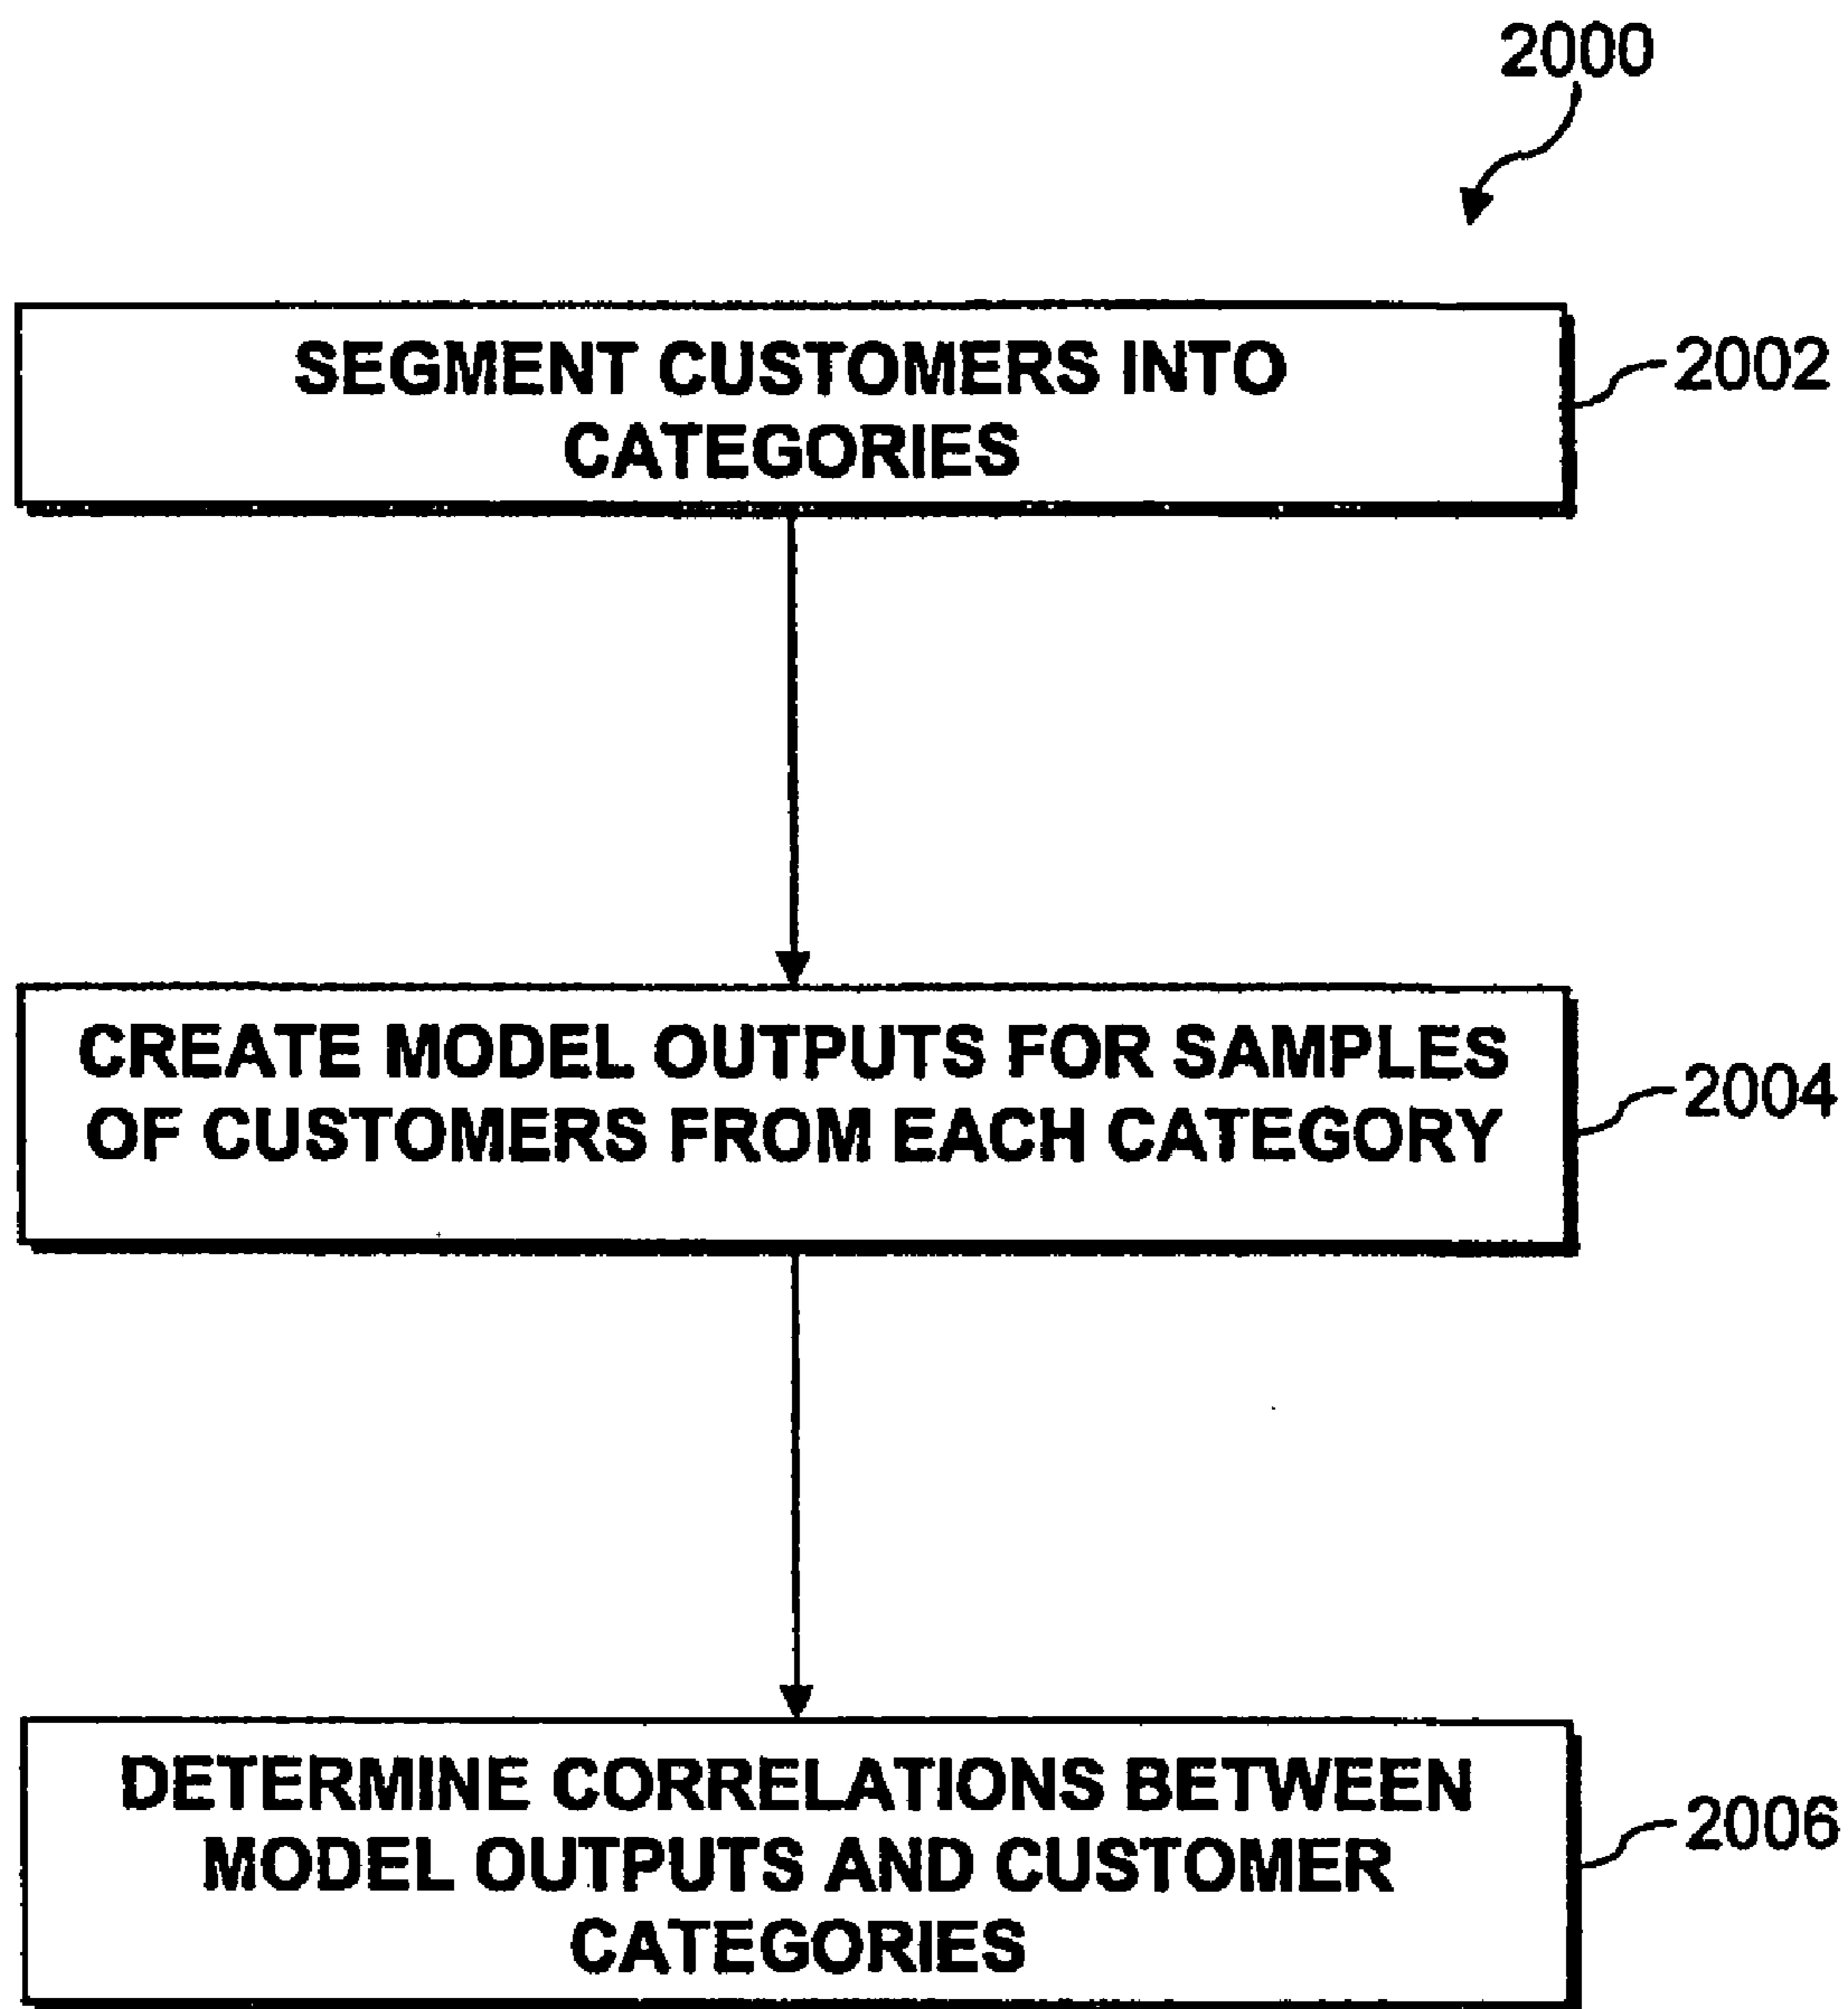 2000
SEGMENT CUSTOMERS INTO
CATEGORIES
2002
CREATE MODEL OUTPUTS FOR SAMPLES
OF CUSTOMERS FROM EACH CATEGORY
2004
DETERMINE CORRELATIONS BETWEEN
MODEL OUTPUTS AND CUSTOMER
CATEGORIES
2006